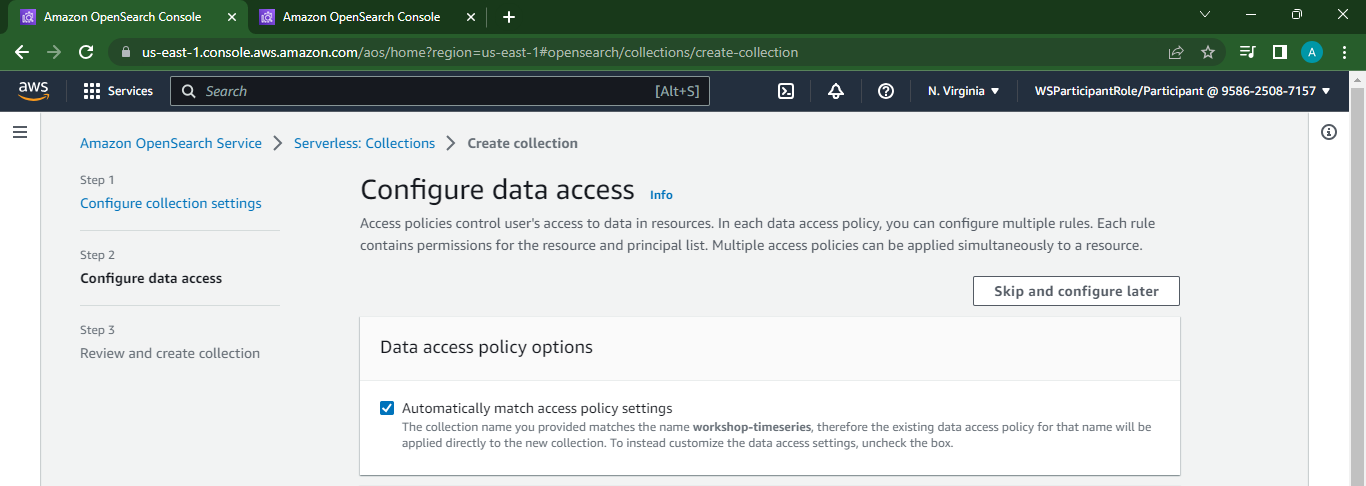 Amazon OpenSearch Console
Amazon OpenSearch Console
us-east-1.console.aws.amazon.com/aos/home?region=us-east-1#opensearch/collections/create-collection
A
aws
Services
Search
[Alt+S]
N. Virginia
WSParticipantRole/Participant @ 9586-2508-7157
Amazon OpenSearch Service
Serverless: Collections
Create collection
Step 1
Configure collection settings
Step 2
Configure data access
Step 3
Review and create collection
Configure data access Info
Access policies control user's access to data in resources. In each data access policy, you can configure multiple rules. Each rule
contains permissions for the resource and principal list. Multiple access policies can be applied simultaneously to a resource.
Skip and configure later
Data access policy options
Automatically match access policy settings
The collection name you provided matches the name workshop-timeseries, therefore the existing data access policy for that name will be
applied directly to the new collection. To instead customize the data access settings, uncheck the box.